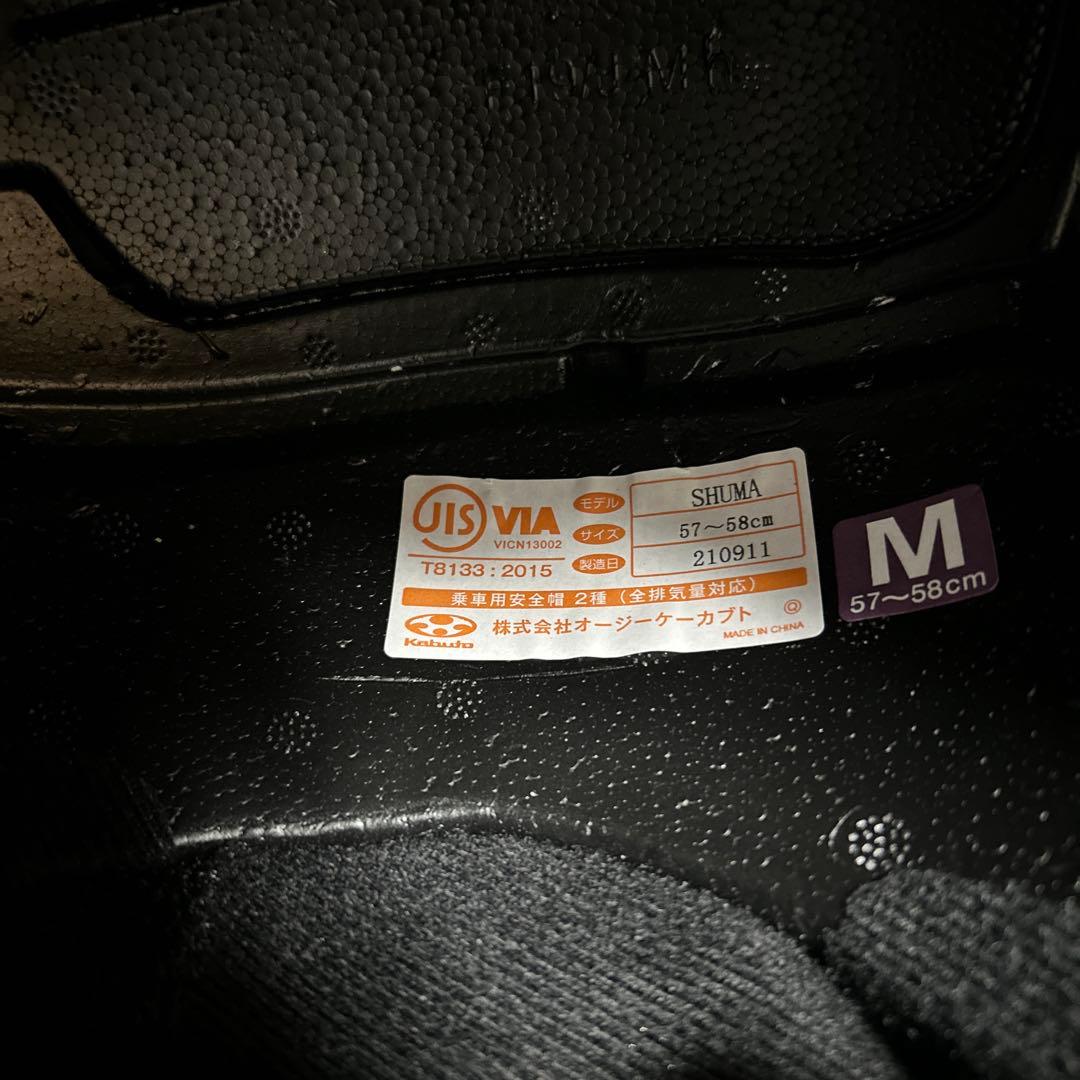 JIS VIA
VICN13002
T8133 : 2015
モデル SHUMA
サイズ 57～58cm
製造日 210911
乗車用安全帽 2種（全排気量対応）
Kabuto 株式会社オージーケーカブト Q
MADE IN CHINA
M
57～58cm